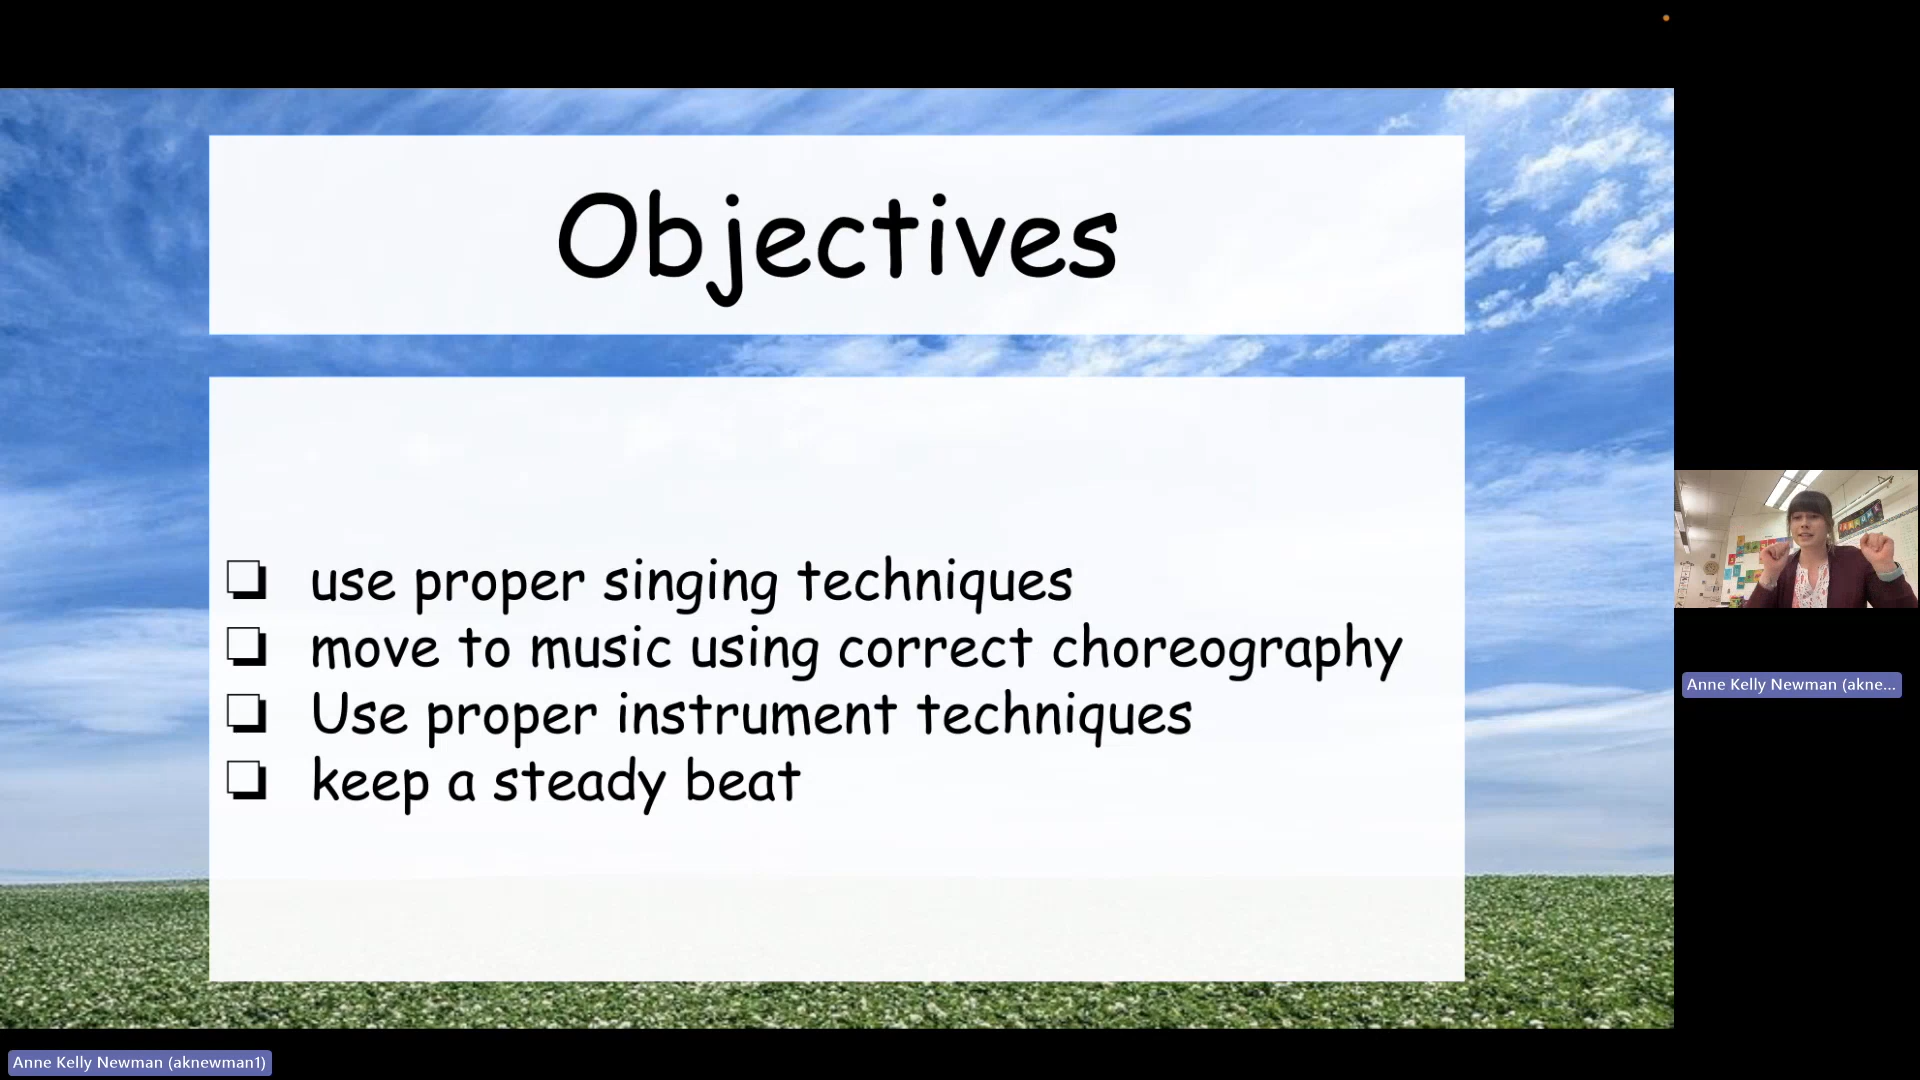 Objectives
❏ use proper singing techniques
❏ move to music using correct choreography
❏ Use proper instrument techniques
❏ keep a steady beat
Anne Kelly Newman (akne...
Anne Kelly Newman (aknewman1)